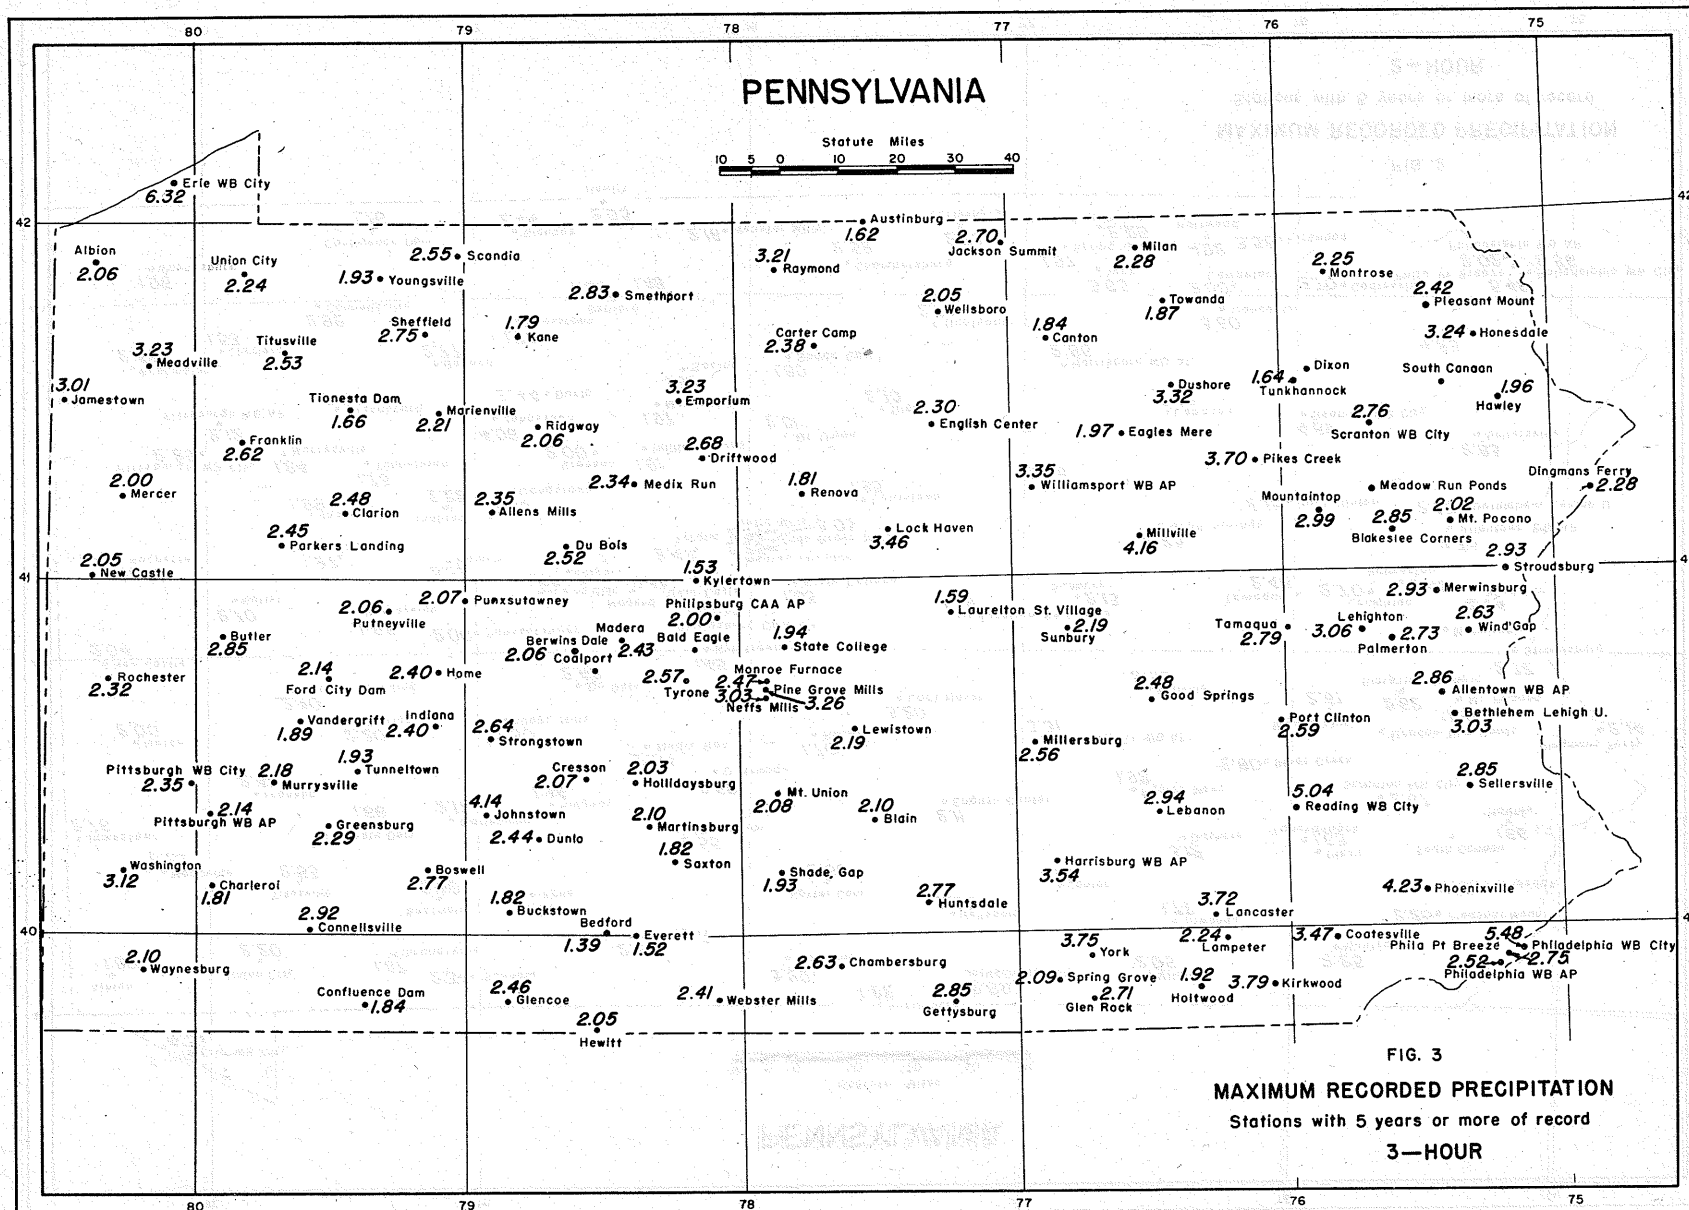 80 79 78 77 76 75
PENNSYLVANIA
Statute Miles
10 5 0 10 20 30 40
Erie WB City
6.32
42 42
Austinburg
1.62
2.70
Jackson Summit
Milan
2.28
Albion
2.06
Union City
2.24
2.55 Scandia
1.93 Youngsville
3.21
Raymond
2.25
Montrose
2.83 Smethport
2.05
Wellsboro
Towanda
1.87
2.42
Pleasant Mount
Sheffield
2.75
1.79
Kane
Carter Camp
2.38
1.84
Canton
3.24 Honesdale
3.23
Meadville
Titusville
2.53
Dixon
1.64
Tunkhannock
South Canaan
1.96
Hawley
3.01
Jamestown
Tionesta Dam
1.66
Marienville
2.21
3.23
Emporium
Dushore
3.32
Franklin
2.62
Ridgway
2.06
2.30
English Center
1.97 Eagles Mere
2.76
Scranton WB City
2.68
Driftwood
3.70 Pikes Creek
Dingmans Ferry
2.28
2.00
Mercer
2.48
Clarion
2.35
Allens Mills
2.34 Medix Run
1.81
Renova
3.35
Williamsport WB AP
Meadow Run Ponds
Mountaintop
2.99
2.85
Blakeslee Corners
2.02
Mt. Pocono
2.45
Parkers Landing
Du Bois
2.52
Lock Haven
3.46
Millville
4.16
2.93
Stroudsburg
2.05
New Castle
1.53
Kylertown
41 41
2.93 Merwinsburg
2.06
Putneyville
2.07 Punxsutawney
Philipsburg CAA AP
2.00
1.59
Laurelton St. Village
2.19
Sunbury
Tamaqua
2.79
Lehighton
3.06
2.73
Palmerton
2.63
Wind Gap
Butler
2.85
Madera
2.43
Berwins Dale
2.06
Coalport
Bald Eagle
1.94
State College
Rochester
2.32
2.14
Ford City Dam
2.40 Home
2.57
Tyrone
Monroe Furnace
2.47
Pine Grove Mills
3.26
3.03
Neffs Mills
2.48
Good Springs
2.86
Allentown WB AP
Vandergrift
1.89
Indiana
2.40
2.64
Strongstown
Lewistown
2.19
Millersburg
2.56
Port Clinton
2.59
Bethlehem Lehigh U.
3.03
Pittsburgh WB City
2.35
2.18
Murrysville
1.93
Tunneltown
Cresson
2.07
2.03
Hollidaysburg
Mt. Union
2.08
2.85
Sellersville
2.14
Pittsburgh WB AP
Greensburg
2.29
4.14
Johnstown
2.44 Dunlo
2.10
Martinsburg
2.10
Blain
2.94
Lebanon
5.04
Reading WB City
Washington
3.12
Charleroi
1.81
Boswell
2.77
1.82
Saxton
Shade Gap
1.93
Harrisburg WB AP
3.54
4.23 Phoenixville
2.92
Connellsville
1.82
Buckstown
Bedford
1.39
Everett
1.52
2.77
Huntsdale
3.72
Lancaster
40 40
2.10
Waynesburg
2.63 Chambersburg
3.75
York
2.24
Lampeter
3.47 Coatesville
5.48
Phila Pt Breeze
Philadelphia WB City
2.52 2.75
Philadelphia WB AP
Confluence Dam
1.84
2.46
Glencoe
2.41 Webster Mills
2.85
Gettysburg
2.09 Spring Grove
2.71
Glen Rock
1.92
Holtwood
3.79 Kirkwood
2.05
Hewitt
FIG. 3
MAXIMUM RECORDED PRECIPITATION
Stations with 5 years or more of record
3—HOUR
80 79 78 77 76 75